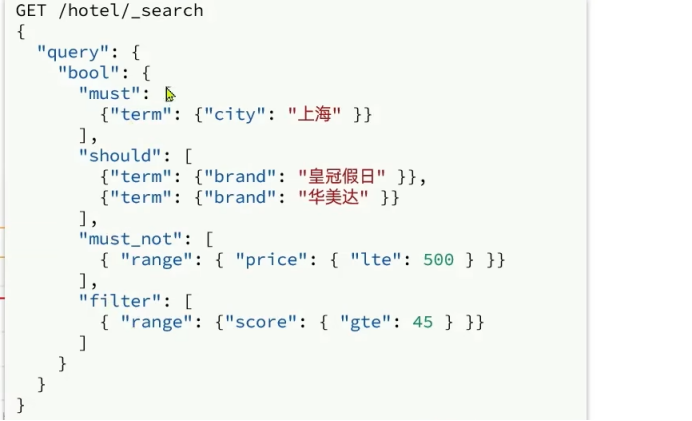 GET /hotel/_search
{
  "query": {
    "bool": {
      "must": [
        {"term": {"city": "上海" }}
      ],
      "should": [
        {"term": {"brand": "皇冠假日" }},
        {"term": {"brand": "华美达" }}
      ],
      "must_not": [
        { "range": { "price": { "lte": 500 } }}
      ],
      "filter": [
        { "range": {"score": { "gte": 45 } }}
      ]
    }
  }
}